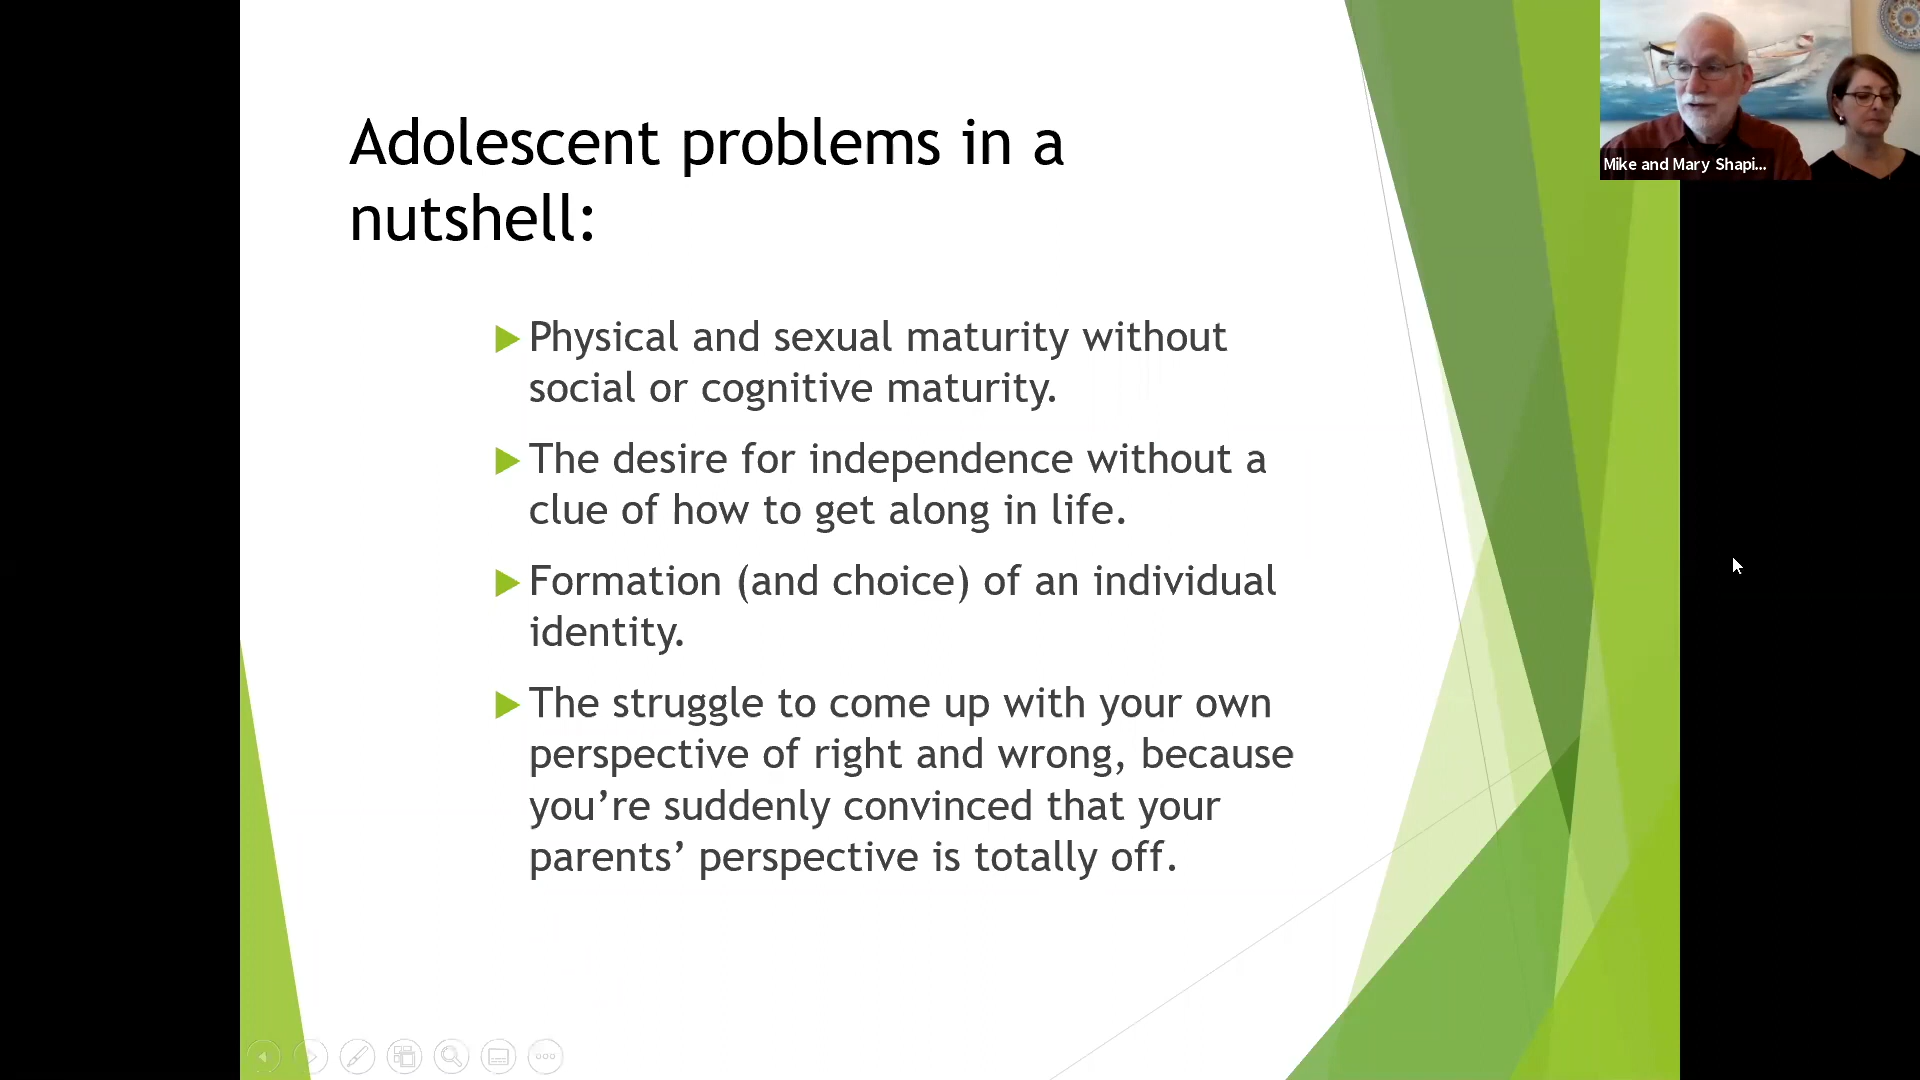 Adolescent problems in a
nutshell:
Physical and sexual maturity without
social or cognitive maturity.
The desire for independence without a
clue of how to get along in life.
Formation (and choice) of an individual
identity.
The struggle to come up with your own
perspective of right and wrong, because
you’re suddenly convinced that your
parents’ perspective is totally off.
Mike and Mary Shapi...